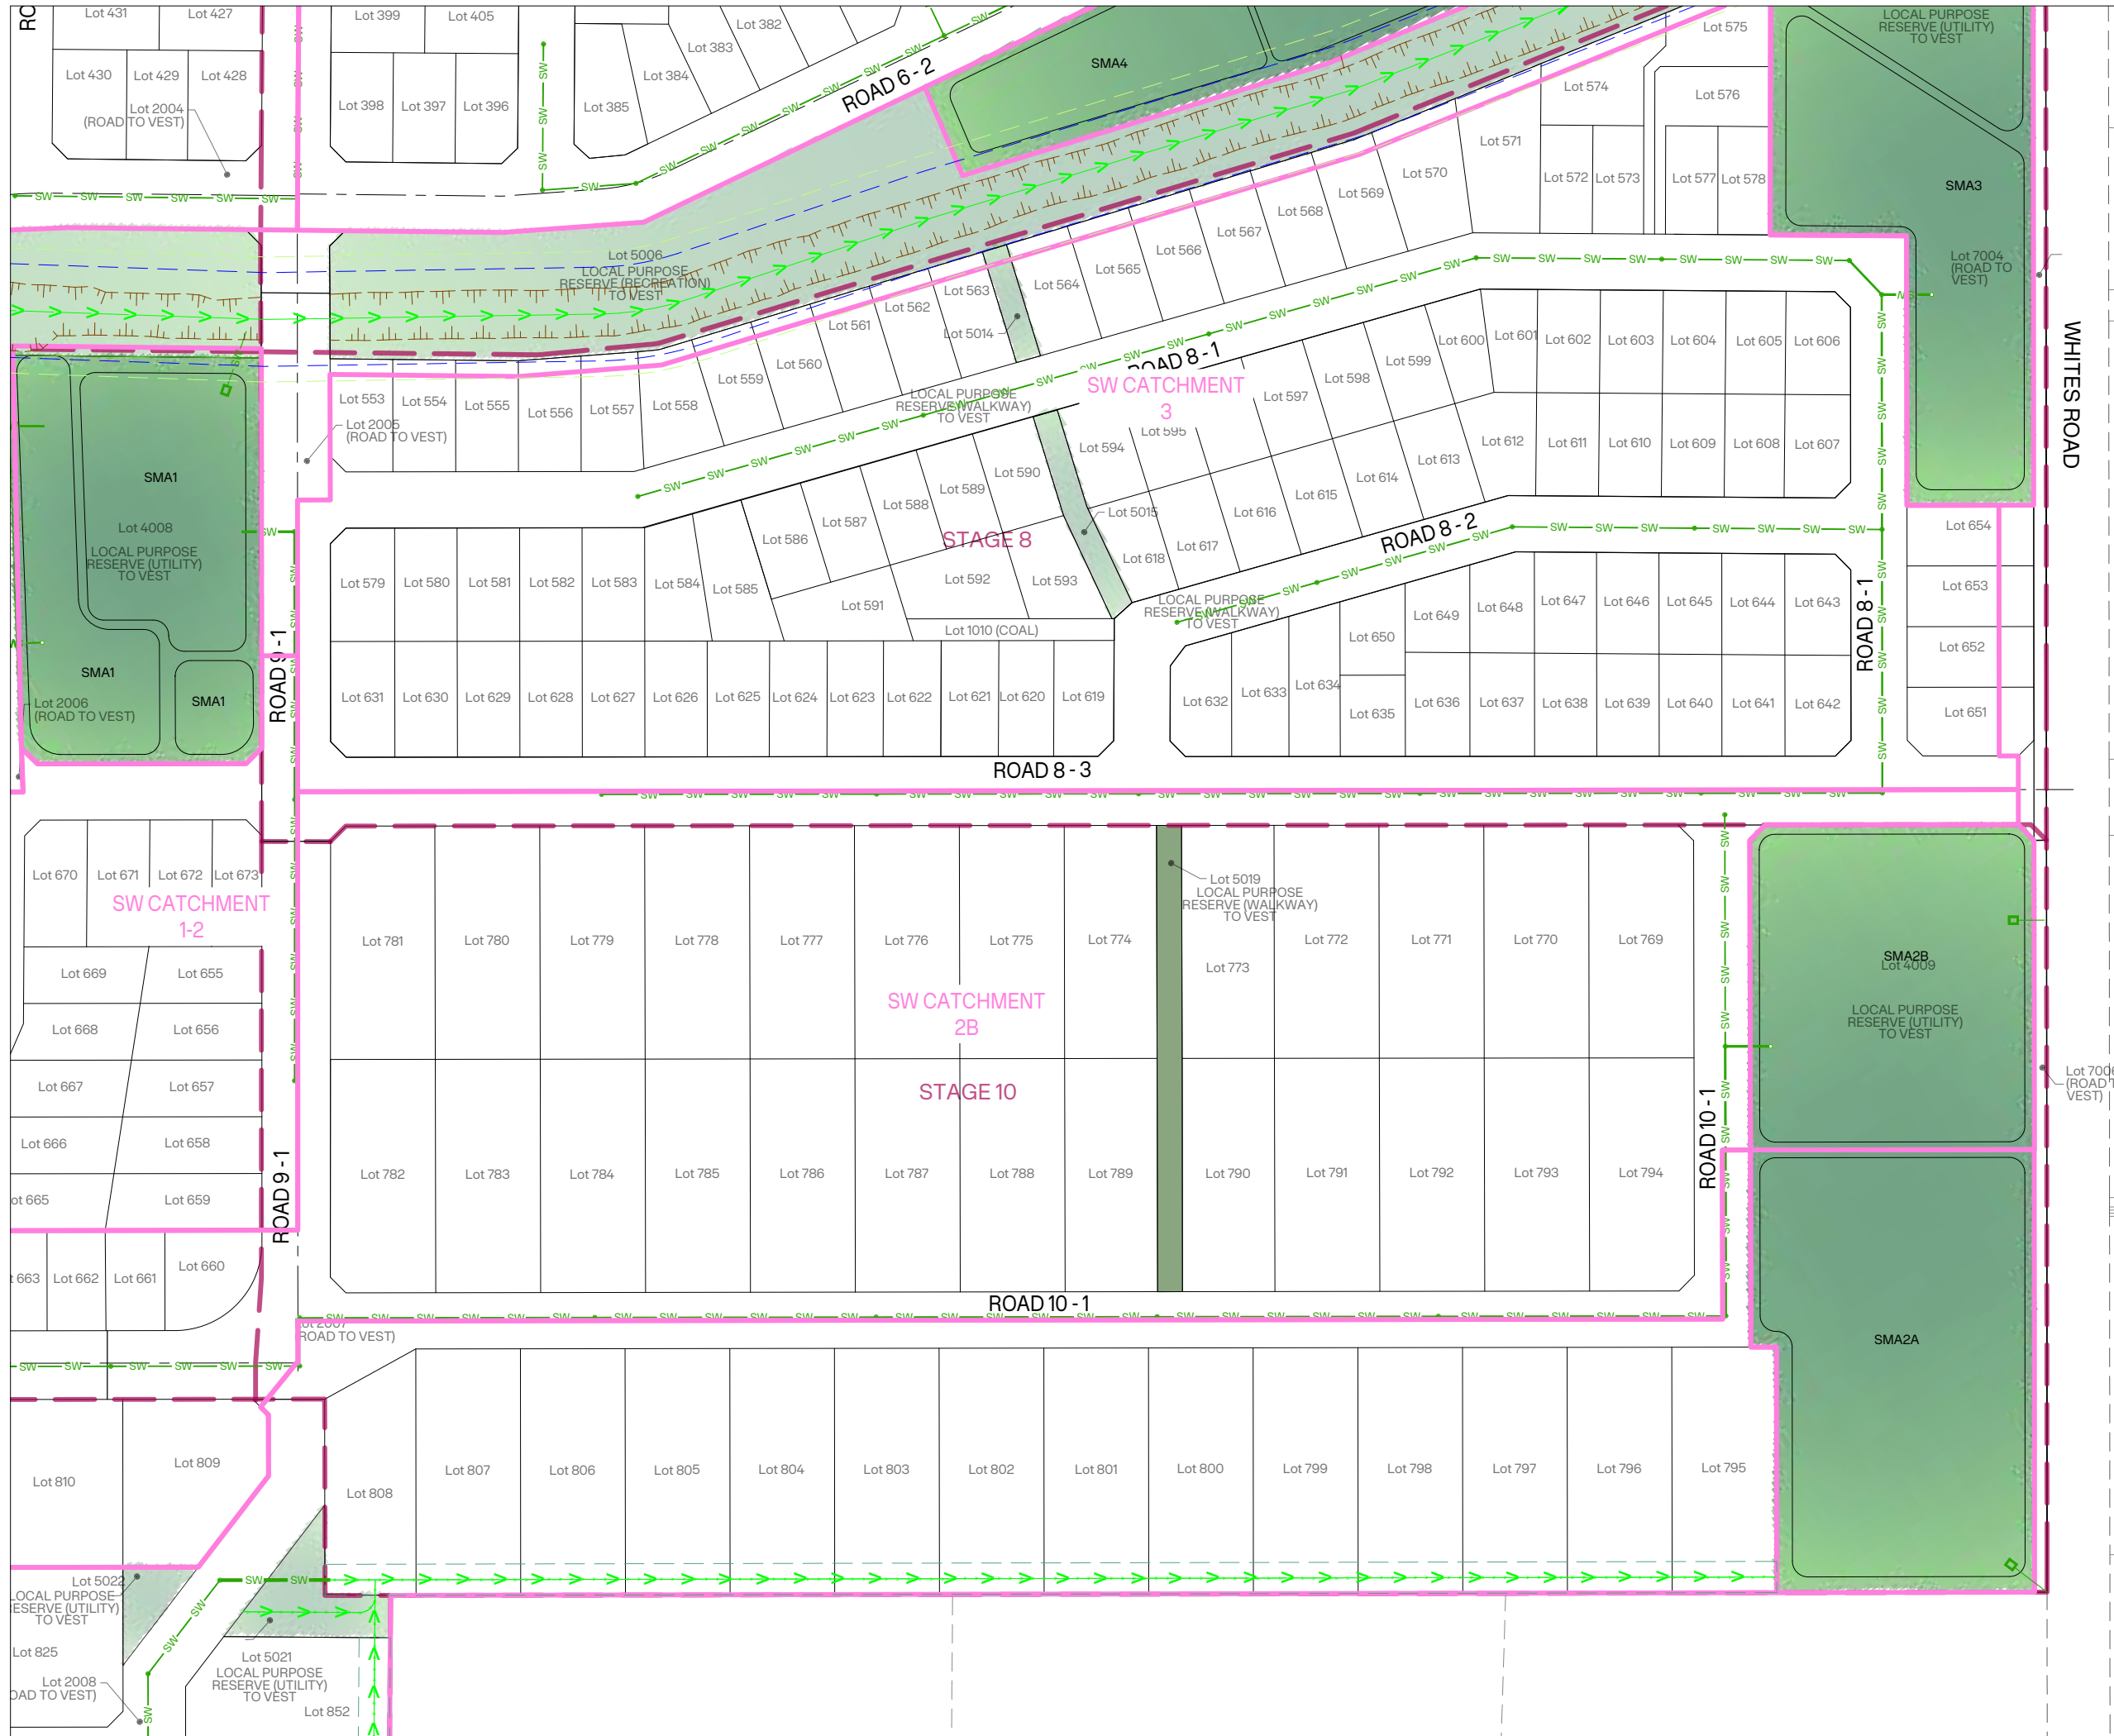 RO
Lot 431
Lot 427
Lot 399
Lot 405
Lot 382
Lot 383
Lot 384
Lot 385
Lot 430
Lot 429
Lot 428
Lot 398
Lot 397
Lot 396
Lot 2004
(ROAD TO VEST)
ROAD 6 - 2
SMA4
Lot 575
Lot 574
Lot 576
LOCAL PURPOSE
RESERVE (UTILITY)
TO VEST
SMA3
Lot 7004
(ROAD TO
VEST)
WHITES ROAD
Lot 571
Lot 572
Lot 573
Lot 577
Lot 578
Lot 570
Lot 569
Lot 568
Lot 567
Lot 566
Lot 565
Lot 564
Lot 563
Lot 562
Lot 561
Lot 560
Lot 559
Lot 558
Lot 557
Lot 556
Lot 555
Lot 554
Lot 553
Lot 5006
LOCAL PURPOSE
RESERVE (RECREATION)
TO VEST
Lot 5014
LOCAL PURPOSE
RESERVE (WALKWAY)
TO VEST
ROAD 8 - 1
SW CATCHMENT
3
Lot 2005
(ROAD TO VEST)
SMA1
Lot 4008
LOCAL PURPOSE
RESERVE (UTILITY)
TO VEST
SMA1
SMA1
Lot 2006
(ROAD TO VEST)
ROAD 9 - 1
Lot 600
Lot 601
Lot 602
Lot 603
Lot 604
Lot 605
Lot 606
Lot 599
Lot 598
Lot 597
Lot 595
Lot 594
Lot 590
Lot 589
Lot 588
Lot 587
Lot 586
Lot 612
Lot 611
Lot 610
Lot 609
Lot 608
Lot 607
Lot 613
Lot 614
Lot 615
Lot 616
Lot 617
Lot 618
Lot 5015
STAGE 8
ROAD 8 - 2
Lot 579
Lot 580
Lot 581
Lot 582
Lot 583
Lot 584
Lot 585
Lot 591
Lot 592
Lot 593
Lot 1010 (COAL)
LOCAL PURPOSE
RESERVE (WALKWAY)
TO VEST
Lot 649
Lot 648
Lot 647
Lot 646
Lot 645
Lot 644
Lot 643
Lot 650
ROAD 8 - 1
Lot 654
Lot 653
Lot 652
Lot 651
Lot 631
Lot 630
Lot 629
Lot 628
Lot 627
Lot 626
Lot 625
Lot 624
Lot 623
Lot 622
Lot 621
Lot 620
Lot 619
Lot 632
Lot 633
Lot 634
Lot 635
Lot 636
Lot 637
Lot 638
Lot 639
Lot 640
Lot 641
Lot 642
ROAD 8 - 3
Lot 670
Lot 671
Lot 672
Lot 673
SW CATCHMENT
1-2
Lot 669
Lot 655
Lot 668
Lot 656
Lot 667
Lot 657
Lot 666
Lot 658
ot 665
Lot 659
t 663
Lot 662
Lot 661
Lot 660
ROAD 9 - 1
Lot 781
Lot 780
Lot 779
Lot 778
Lot 777
Lot 776
Lot 775
Lot 774
Lot 5019
LOCAL PURPOSE
RESERVE (WALKWAY)
TO VEST
Lot 773
Lot 772
Lot 771
Lot 770
Lot 769
SW CATCHMENT
2B
STAGE 10
SMA2B
Lot 4009
LOCAL PURPOSE
RESERVE (UTILITY)
TO VEST
Lot 7006
(ROAD T
VEST)
Lot 782
Lot 783
Lot 784
Lot 785
Lot 786
Lot 787
Lot 788
Lot 789
Lot 790
Lot 791
Lot 792
Lot 793
Lot 794
ROAD 10 - 1
ROAD 10 - 1
Lot 2007
(ROAD TO VEST)
SMA2A
Lot 810
Lot 809
Lot 808
Lot 807
Lot 806
Lot 805
Lot 804
Lot 803
Lot 802
Lot 801
Lot 800
Lot 799
Lot 798
Lot 797
Lot 796
Lot 795
Lot 5022
LOCAL PURPOSE
ESERVE (UTILITY)
TO VEST
Lot 825
Lot 2008
OAD TO VEST)
Lot 5021
LOCAL PURPOSE
RESERVE (UTILITY)
TO VEST
Lot 852